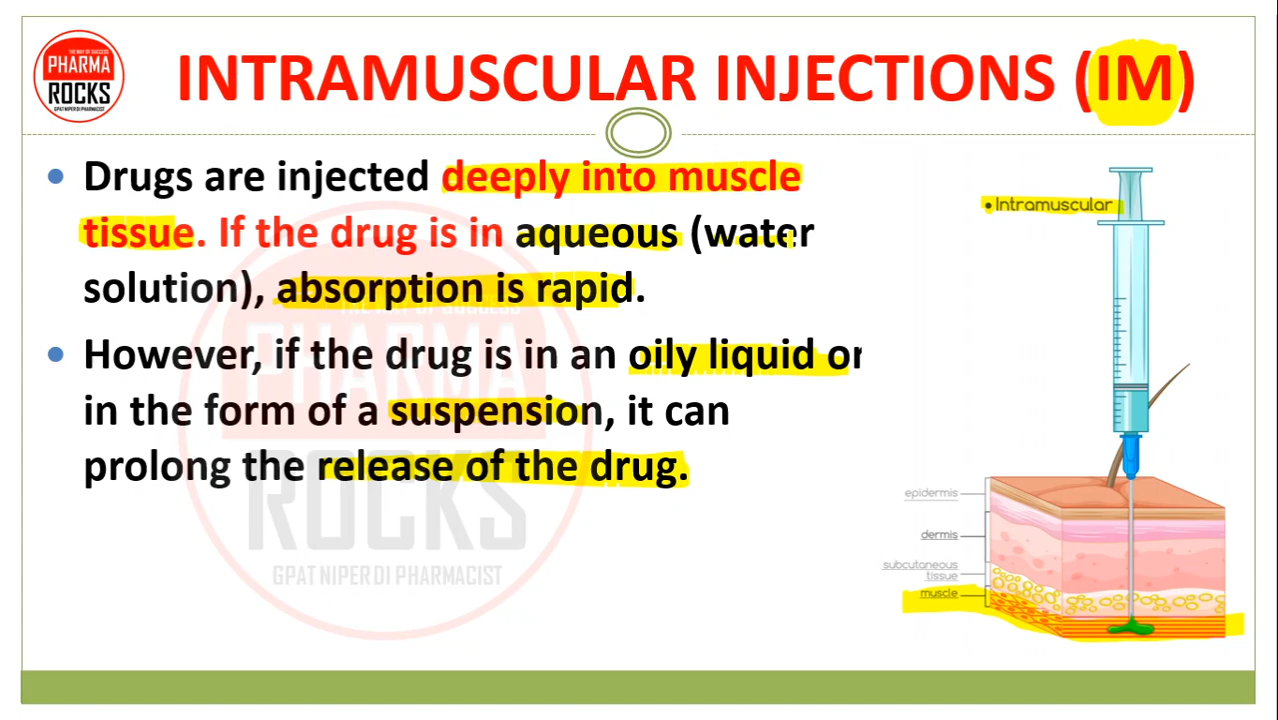 THE WAY OF SUCCESS
PHARMA
ROCKS
GPAT NIPER DI PHARMACIST
INTRAMUSCULAR INJECTIONS (IM)
• Drugs are injected deeply into muscle
tissue. If the drug is in aqueous (water
solution), absorption is rapid.
• However, if the drug is in an oily liquid or
in the form of a suspension, it can
prolong the release of the drug.
• Intramuscular
epidermis
dermis
subcutaneous
tissue
muscle
THE WAY OF SUCCESS
PHARMA
ROCKS
GPAT NIPER DI PHARMACIST